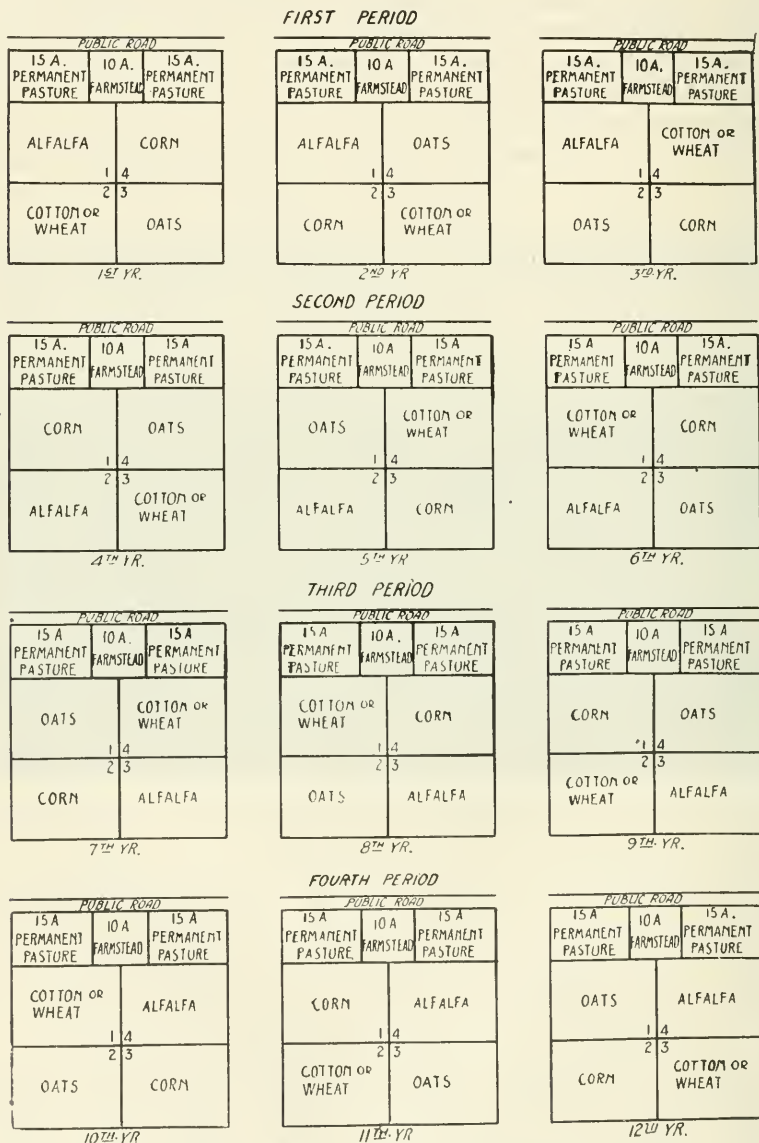 FIRST PERIOD
PUBLIC ROAD
15 A. PERMANENT PASTURE
10 A. FARMSTEAD
15 A. PERMANENT PASTURE
ALFALFA
CORN
1 4
2 3
COTTON OR WHEAT
OATS
1ST YR.
PUBLIC ROAD
15 A. PERMANENT PASTURE
10 A. FARMSTEAD
15 A. PERMANENT PASTURE
ALFALFA
OATS
1 4
2 3
CORN
COTTON OR WHEAT
2ND YR.
PUBLIC ROAD
15 A. PERMANENT PASTURE
10 A. FARMSTEAD
15 A. PERMANENT PASTURE
ALFALFA
COTTON OR WHEAT
1 4
2 3
OATS
CORN
3RD YR.
SECOND PERIOD
PUBLIC ROAD
15 A. PERMANENT PASTURE
10 A FARMSTEAD
15 A PERMANENT PASTURE
CORN
OATS
1 4
2 3
ALFALFA
COTTON OR WHEAT
4TH YR.
PUBLIC ROAD
15 A. PERMANENT PASTURE
10 A FARMSTEAD
15 A PERMANENT PASTURE
OATS
COTTON OR WHEAT
1 4
2 3
ALFALFA
CORN
5TH YR.
PUBLIC ROAD
15 A PERMANENT PASTURE
10 A FARMSTEAD
15 A. PERMANENT PASTURE
COTTON OR WHEAT
CORN
1 4
2 3
ALFALFA
OATS
6TH YR.
THIRD PERIOD
PUBLIC ROAD
15 A PERMANENT PASTURE
10 A. FARMSTEAD
15 A PERMANENT PASTURE
OATS
COTTON OR WHEAT
1 4
2 3
CORN
ALFALFA
7TH YR.
PUBLIC ROAD
15 A PERMANENT PASTURE
10 A. FARMSTEAD
15 A PERMANENT PASTURE
COTTON OR WHEAT
CORN
1 4
2 3
OATS
ALFALFA
8TH YR.
PUBLIC ROAD
15 A PERMANENT PASTURE
10 A. FARMSTEAD
15 A PERMANENT PASTURE
CORN
OATS
1 4
2 3
COTTON OR WHEAT
ALFALFA
9TH. YR.
FOURTH PERIOD
PUBLIC ROAD
15 A PERMANENT PASTURE
10 A FARMSTEAD
15 A PERMANENT PASTURE
COTTON OR WHEAT
ALFALFA
1 4
2 3
OATS
CORN
10TH. YR
PUBLIC ROAD
15 A PERMANENT PASTURE
10 A FARMSTEAD
15 A PERMANENT PASTURE
CORN
ALFALFA
1 4
2 3
COTTON OR WHEAT
OATS
11TH. YR
PUBLIC ROAD
15 A. PERMANENT PASTURE
10 A FARMSTEAD
15 A. PERMANENT PASTURE
OATS
ALFALFA
1 4
2 3
CORN
COTTON OR WHEAT
12TH YR.